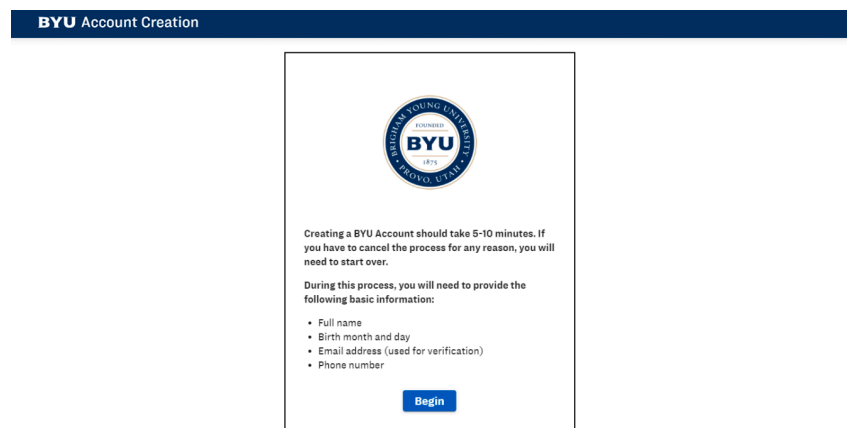 BYU Account Creation
BRIGHAM YOUNG UNIVERSITY
FOUNDED
BYU
1875
PROVO, UTAH
Creating a BYU Account should take 5-10 minutes. If
you have to cancel the process for any reason, you will
need to start over.
During this process, you will need to provide the
following basic information:
• Full name
• Birth month and day
• Email address (used for verification)
• Phone number
Begin